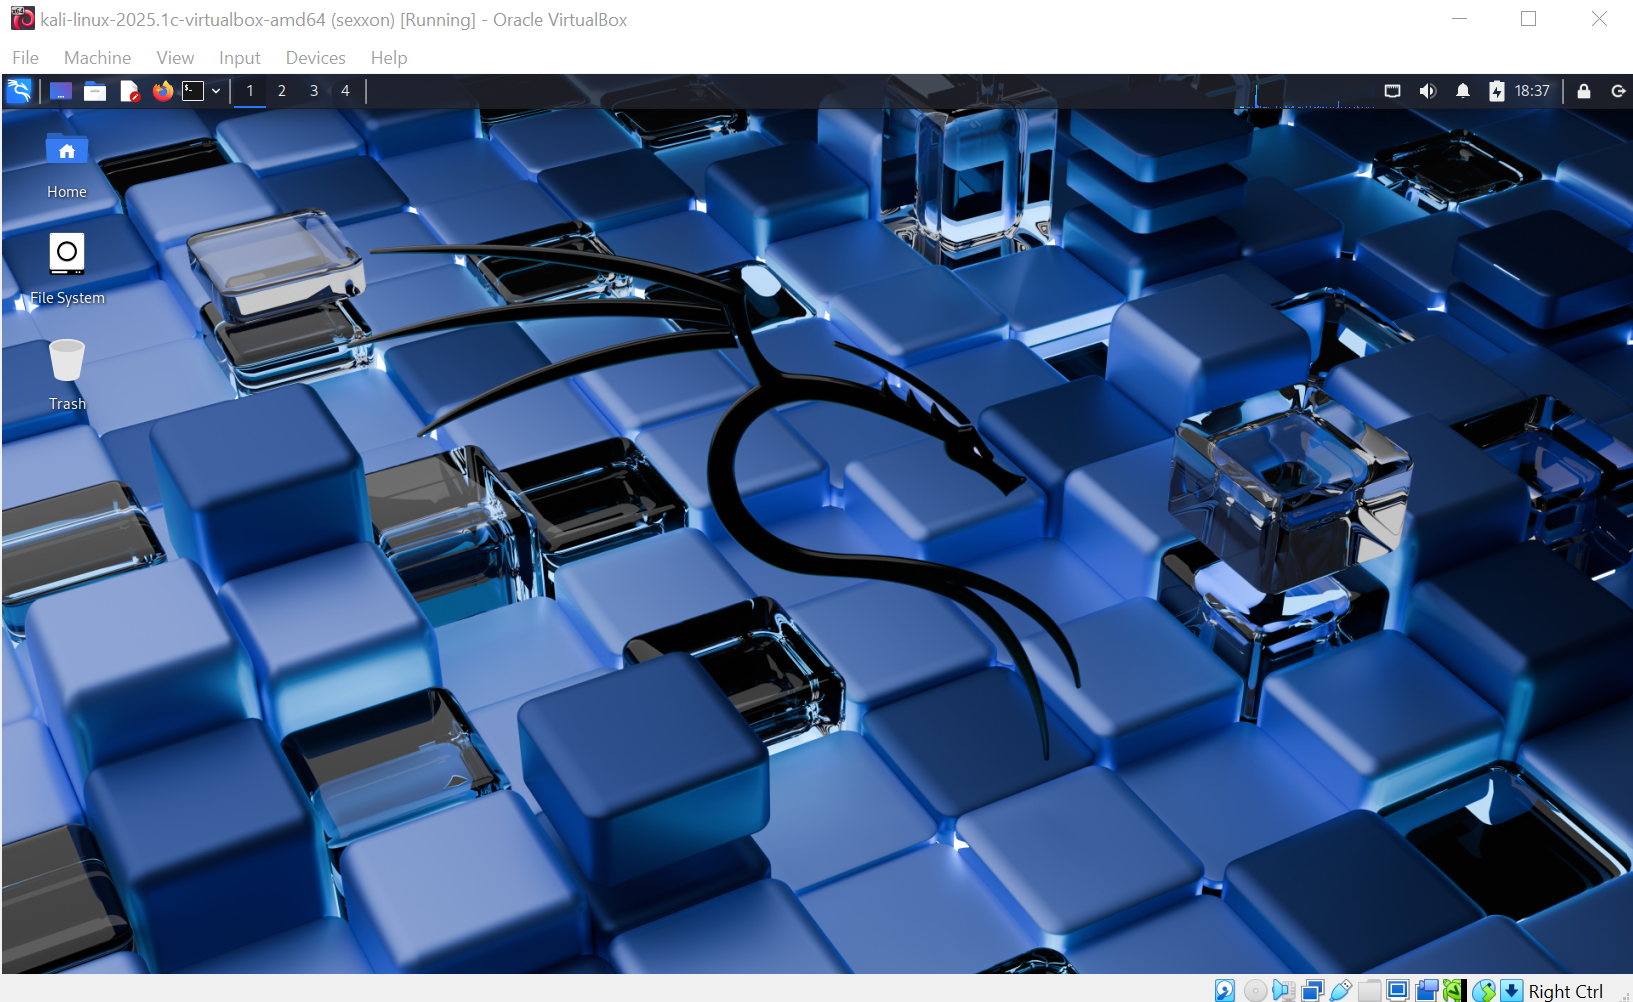 kali-linux-2025.1c-virtualbox-amd64 (sexxon) [Running] - Oracle VirtualBox
File Machine View Input Devices Help
1 2 3 4 18:37
Home
File System
Trash
Right Ctrl